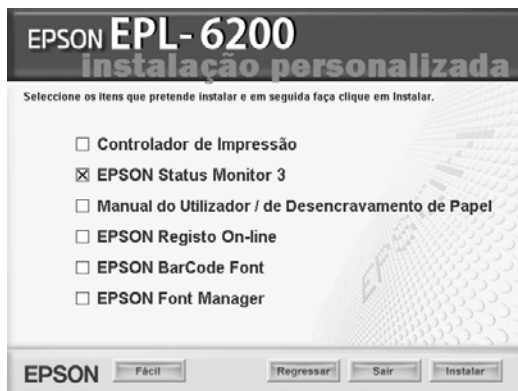 EPSON EPL-6200
instalação personalizada
Seleccione os itens que pretende instalar e em seguida faça clique em Instalar.
Controlador de Impressão
EPSON Status Monitor 3
Manual do Utilizador / de Desencravamento de Papel
EPSON Registo On-line
EPSON BarCode Font
EPSON Font Manager
EPSON
EPSON Fácil Regressar Sair Instalar